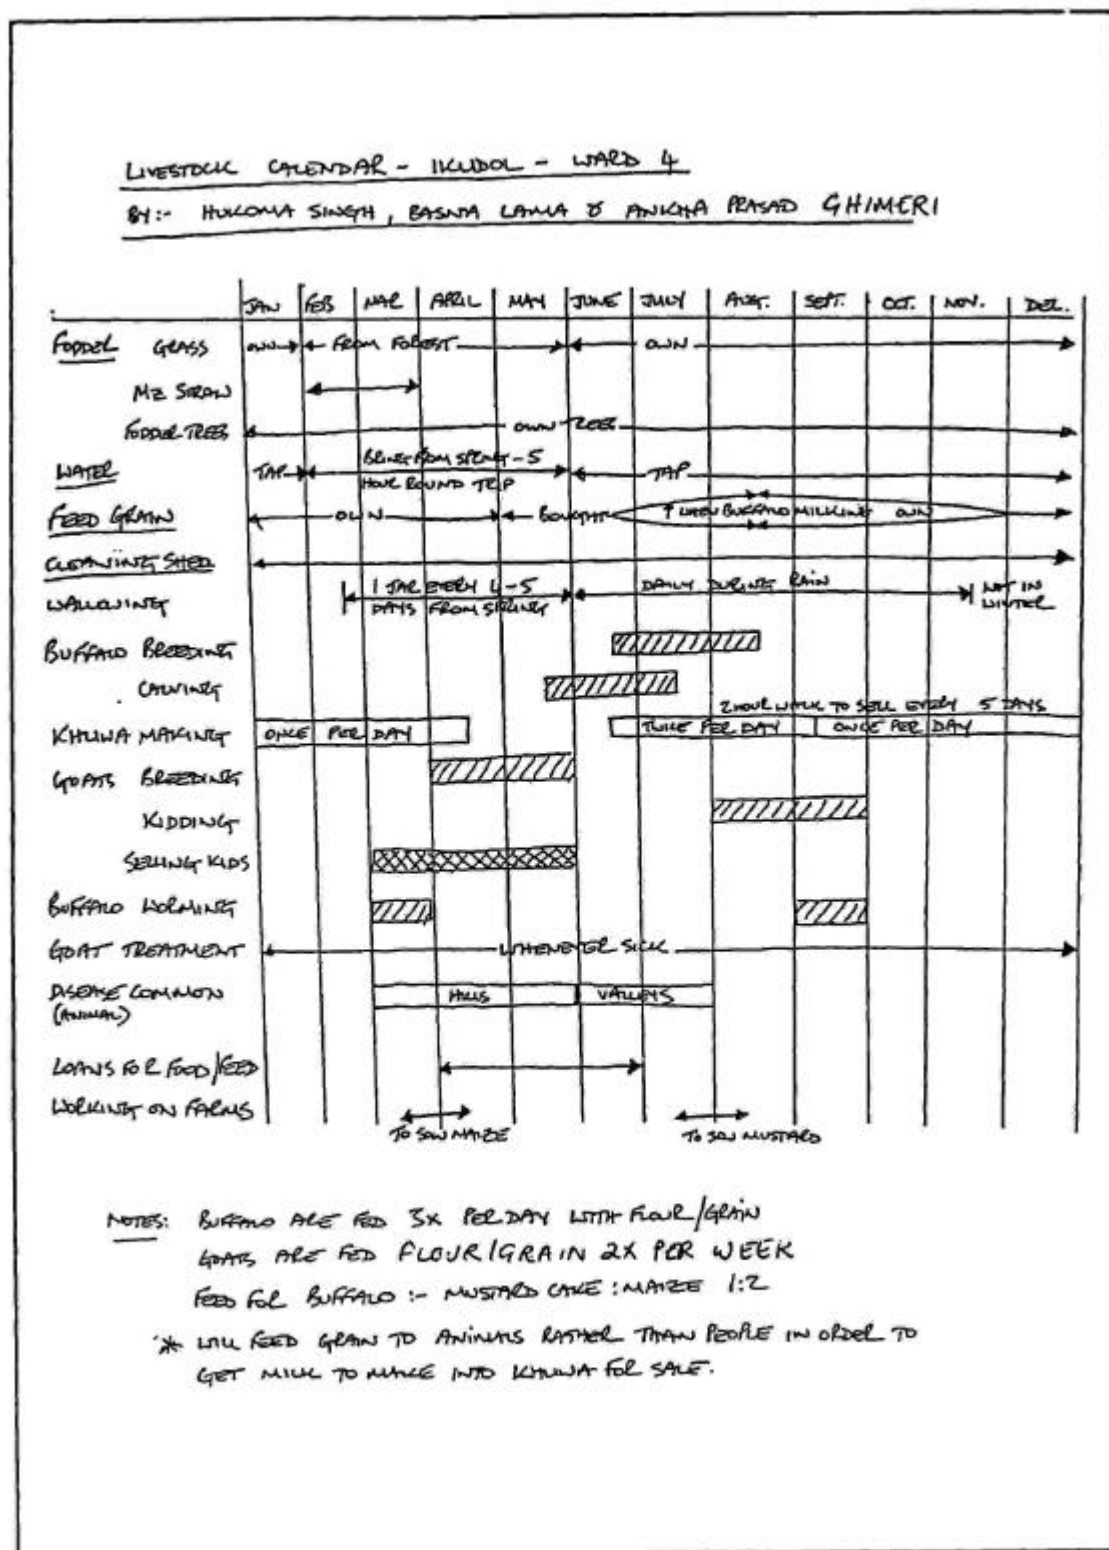 LIVESTOCK CALENDAR - IKUDOL - WARD 4
BY:- HUKOMA SINGH, BASNTA LAMA & ANKHA PRASAD GHIMERI
JAN FEB MAR APRIL MAY JUNE JULY AUG. SEPT. OCT. NOV. DEC.
FODDER GRASS OWN FROM FOREST OWN
MZ STRAW
FODDER TREES OWN TREES
WATER TAP BRING FROM SPRING - 5 TAP
HOUR ROUND TRIP
FEED GRAIN OWN BOUGHT ↑ WHEN BUFFALO MILKING OWN
CLEANING SHED
WALLOWING 1 JAR EVERY 4-5 DAILY DURING RAIN NOT IN
DAYS FROM SPRING WINTER
BUFFALO BREEDING
CALVING
2 HOUR WALK TO SELL EVERY 5 DAYS
KHUWA MAKING ONCE PER DAY TWICE PER DAY ONCE PER DAY
GOATS BREEDING
KIDDING
SELLING KIDS
BUFFALO WORMING
GOAT TREATMENT WHENEVER SICK
DISEASE COMMON HILLS VALLEYS
(ANIMAL)
LOANS FOR FOOD/FEED
WORKING ON FARMS
TO SOW MAIZE TO SOW MUSTARD
NOTES: BUFFALO ARE FED 3X PER DAY WITH FLOUR/GRAIN
GOATS ARE FED FLOUR/GRAIN 2X PER WEEK
FEED FOR BUFFALO :- MUSTARD CAKE : MAIZE 1:2
* WILL FEED GRAIN TO ANIMALS RATHER THAN PEOPLE IN ORDER TO
GET MILK TO MAKE INTO KHUWA FOR SALE.